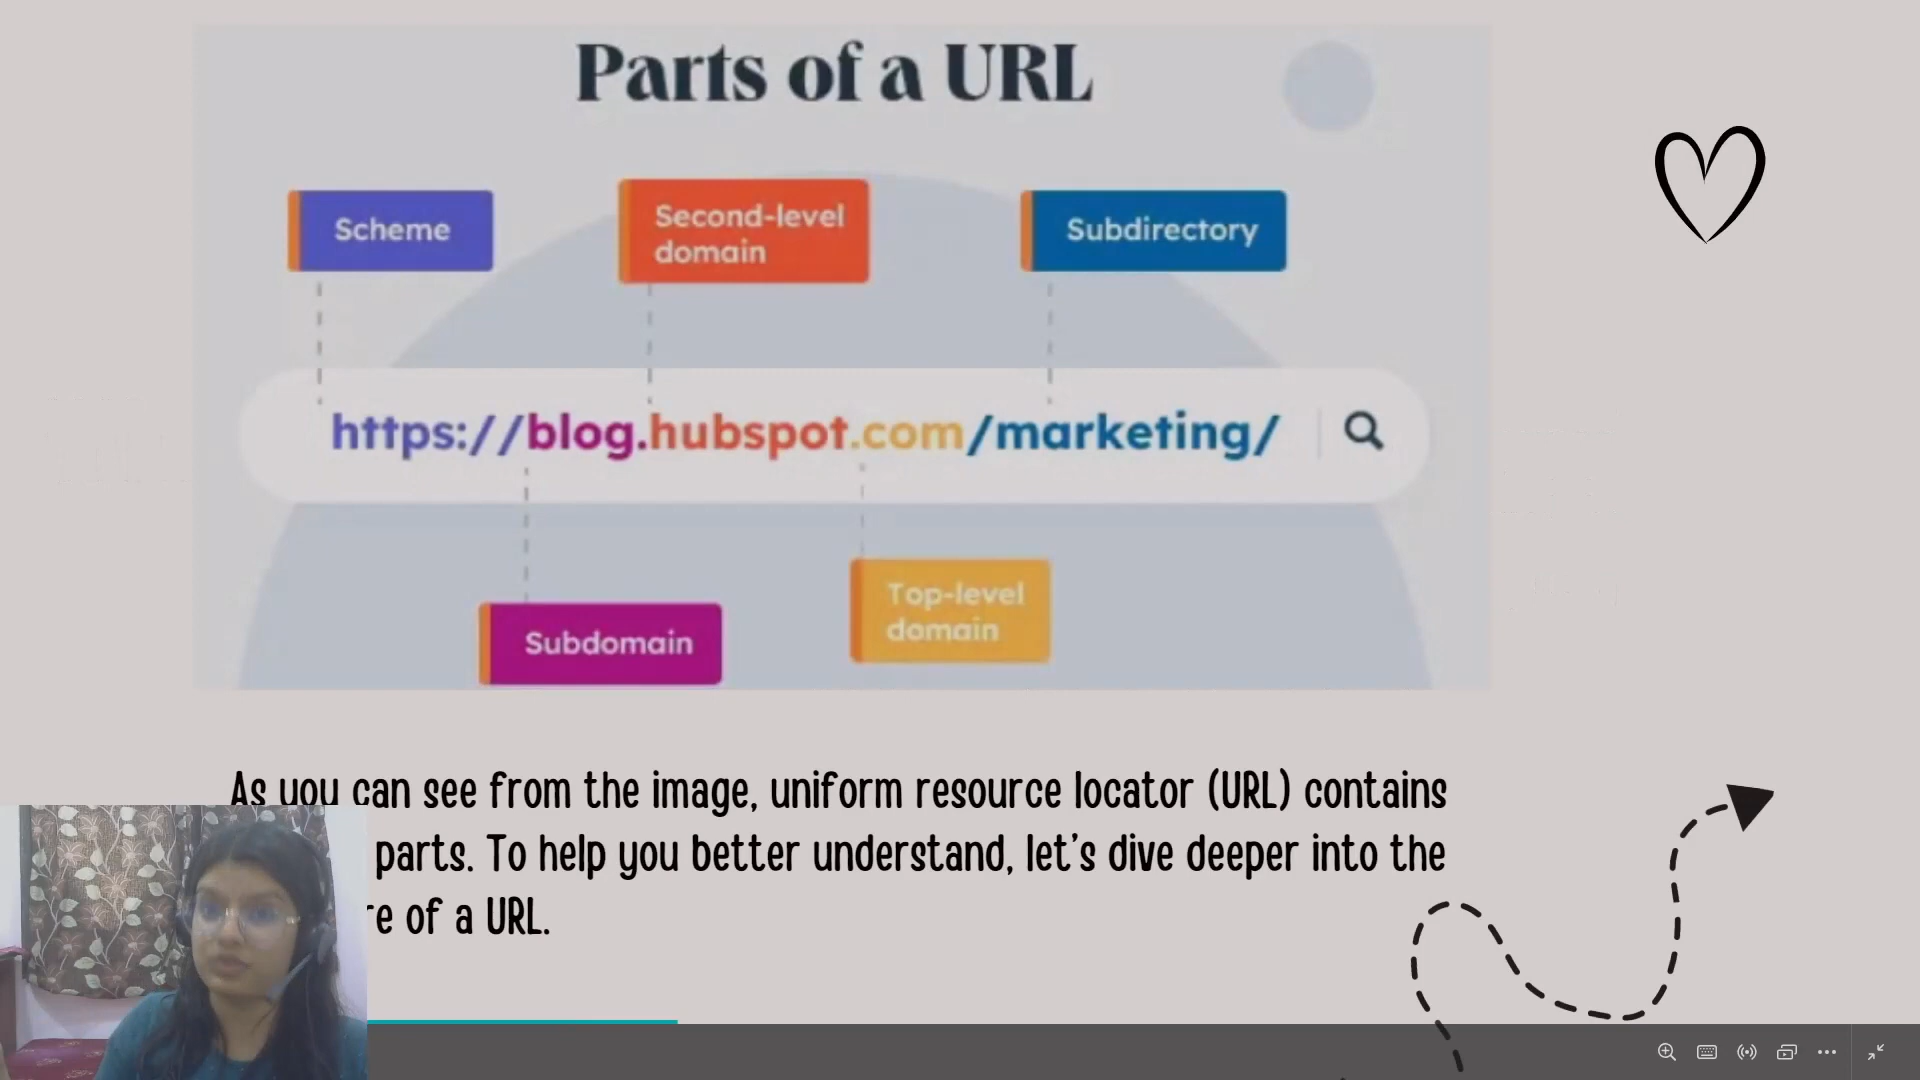 Parts of a URL
Scheme
Second-level
domain
Subdirectory
https://blog.hubspot.com/marketing/
Subdomain
Top-level
domain
As you can see from the image, uniform resource locator (URL) contains
parts. To help you better understand, let's dive deeper into the
re of a URL.